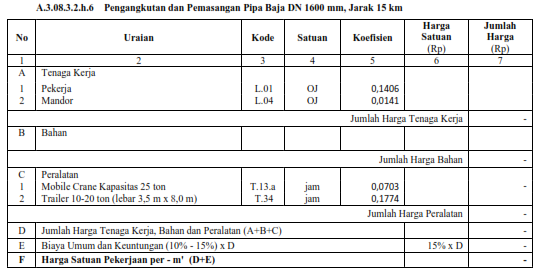 A.3.08.3.2.h.6 Pengangkutan dan Pemasangan Pipa Baja DN 1600 mm, Jarak 15 km
No Uraian Kode Satuan Koefisien Harga Satuan (Rp) Jumlah Harga (Rp)
1 2 3 4 5 6 7
A Tenaga Kerja
1 Pekerja L.01 OJ 0,1406
2 Mandor L.04 OJ 0,0141
Jumlah Harga Tenaga Kerja -
B Bahan
Jumlah Harga Bahan -
C Peralatan
1 Mobile Crane Kapasitas 25 ton T.13.a jam 0,0703 -
2 Trailer 10-20 ton (lebar 3,5 m x 8,0 m) T.34 jam 0,1774
Jumlah Harga Peralatan -
D Jumlah Harga Tenaga Kerja, Bahan dan Peralatan (A+B+C) -
E Biaya Umum dan Keuntungan (10% - 15%) x D 15% x D -
F Harga Satuan Pekerjaan per - m' (D+E) -